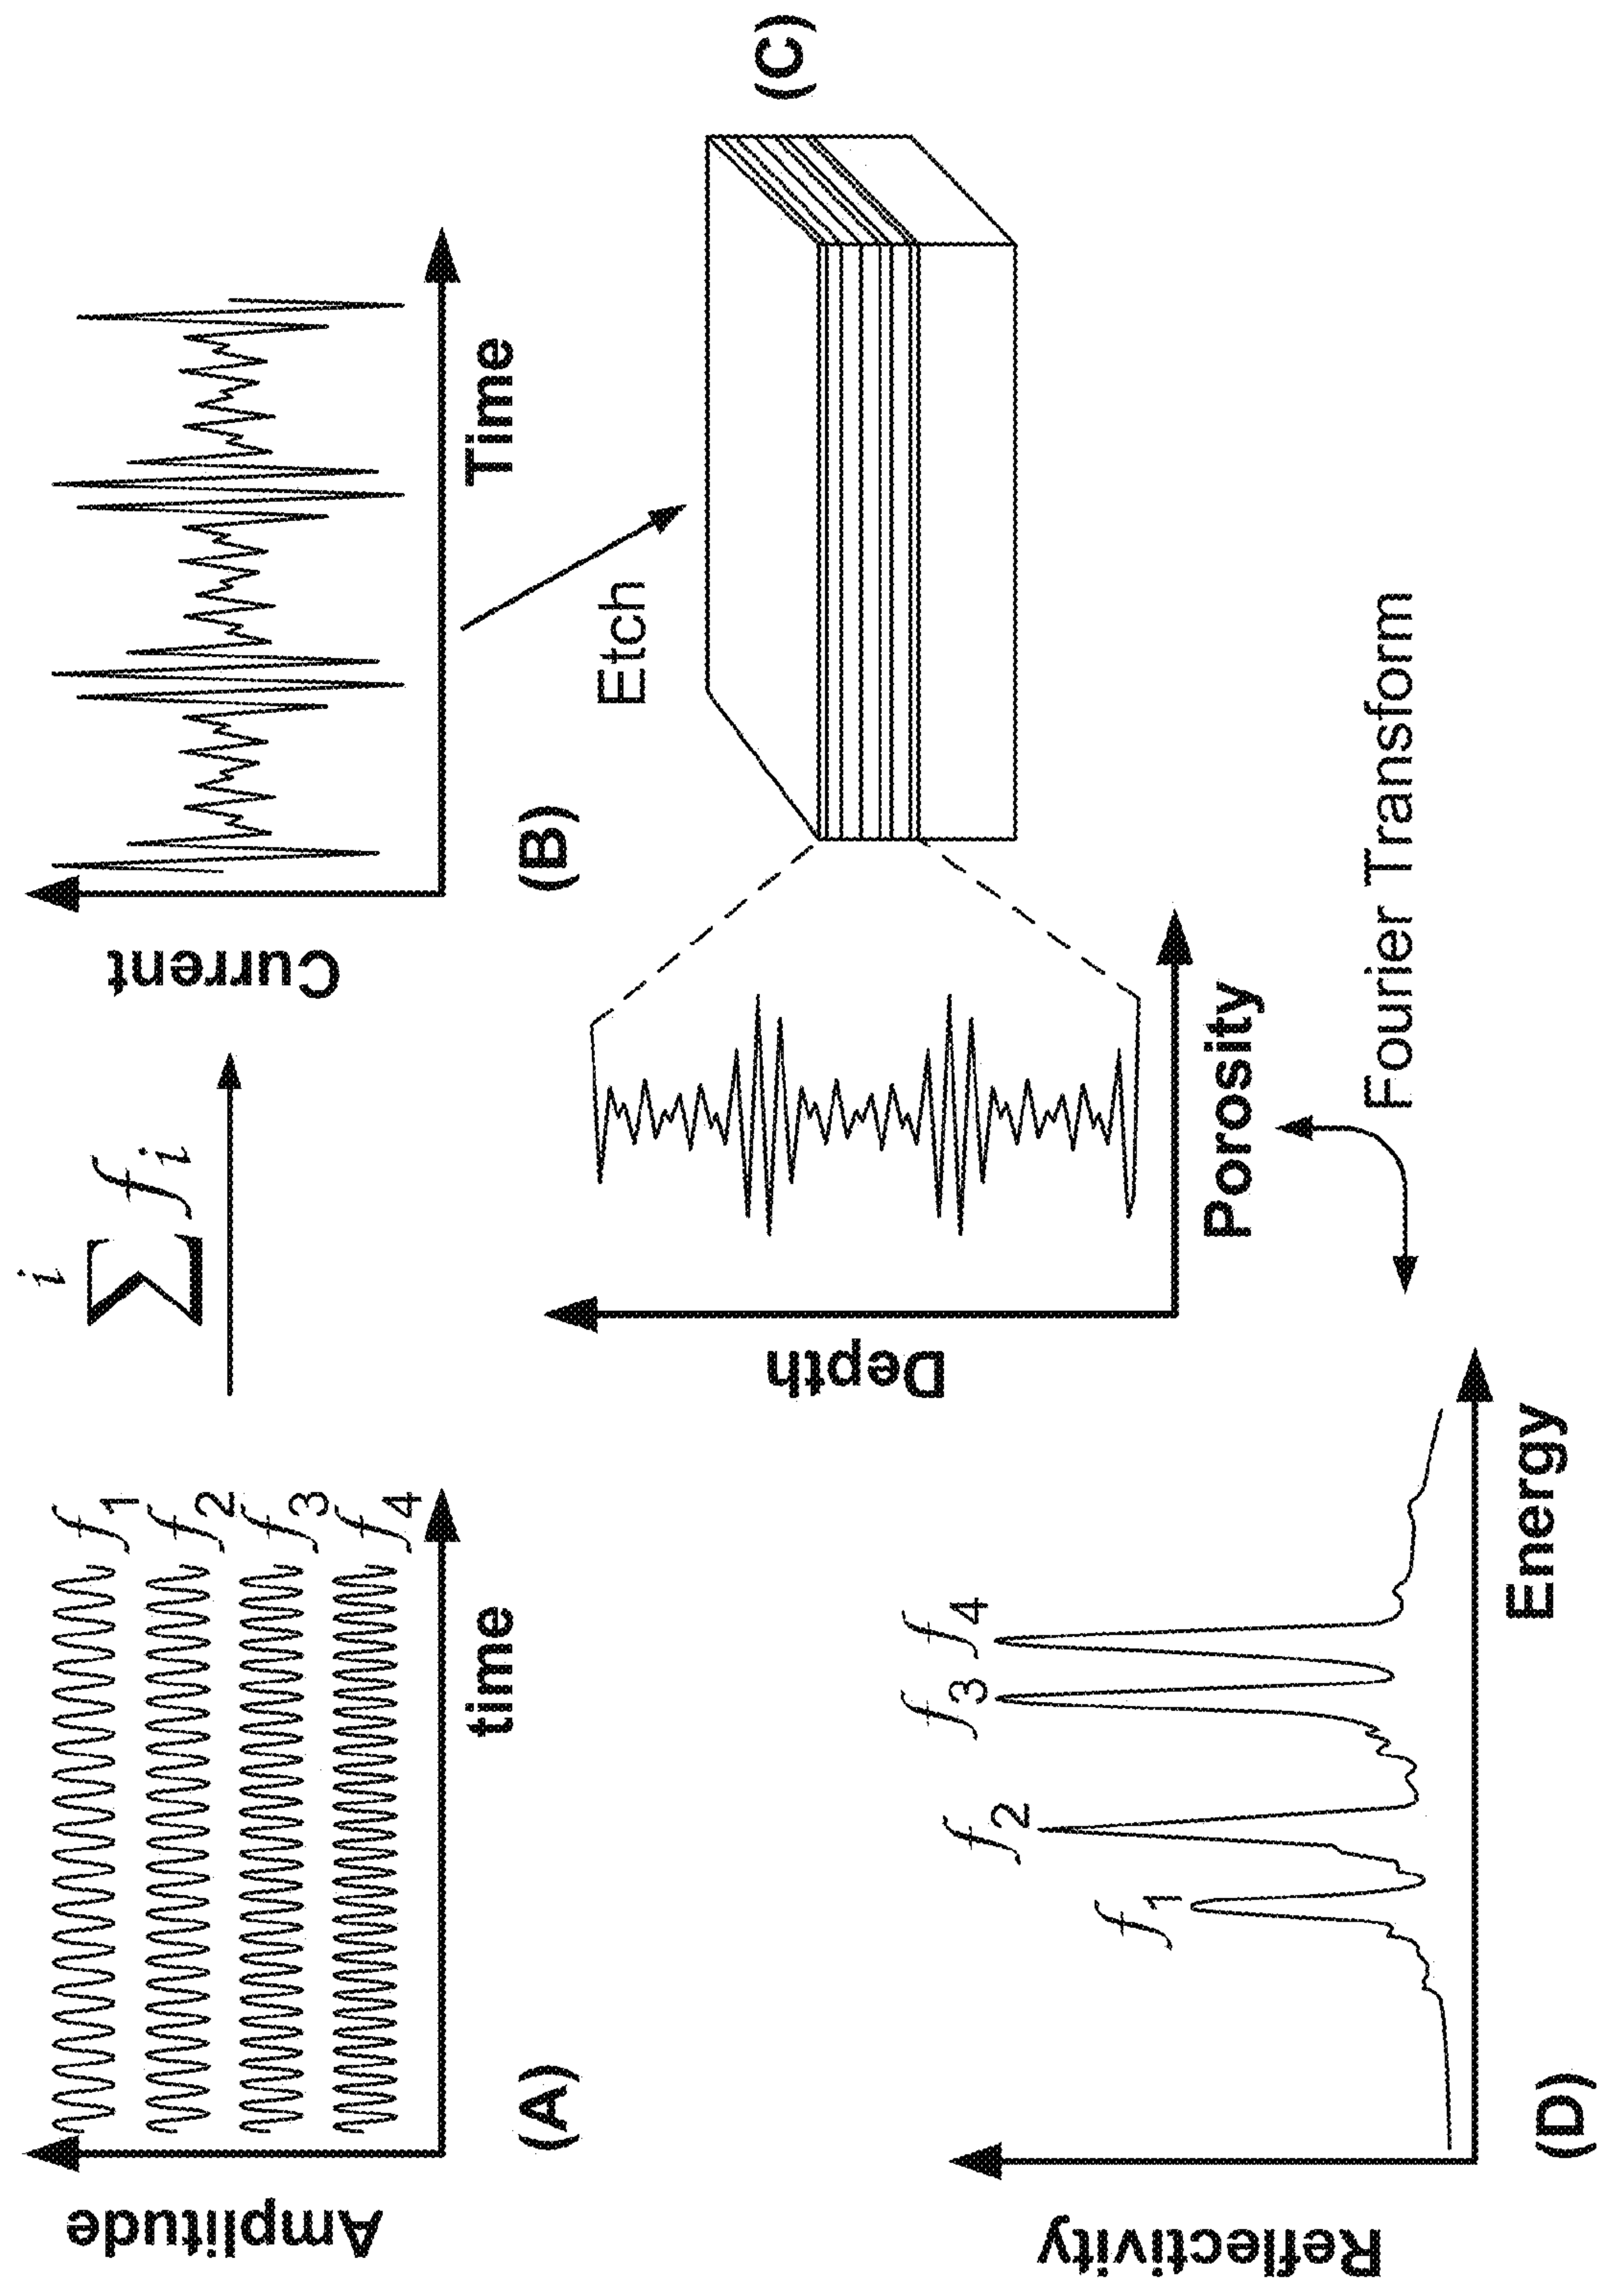 Amplitude
f1
f2
f3
f4
time
(A)
i
Σ fi
Current
Time
(B)
Etch
(C)
Depth
Porosity
Fourier Transform
Reflectivity
f1
f2
f3
f4
Energy
(D)